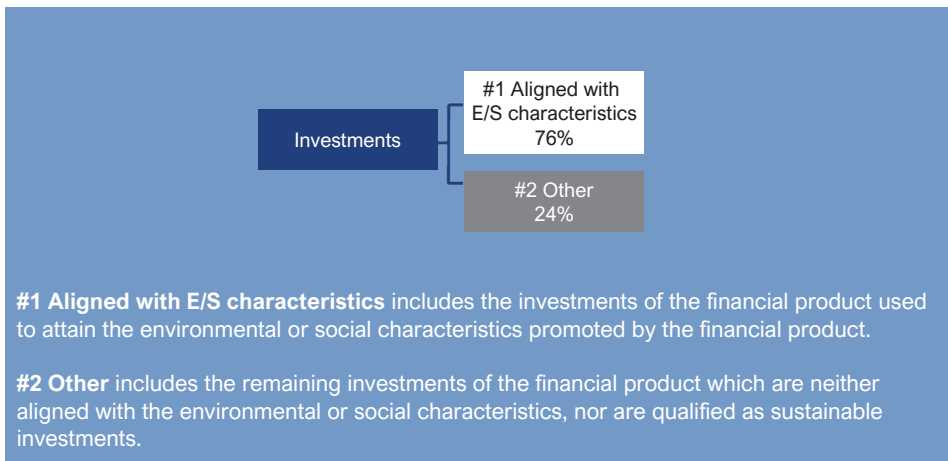 Investments
#1 Aligned with
E/S characteristics
76%
#2 Other
24%
#1 Aligned with E/S characteristics includes the investments of the financial product used
to attain the environmental or social characteristics promoted by the financial product.
#2 Other includes the remaining investments of the financial product which are neither
aligned with the environmental or social characteristics, nor are qualified as sustainable
investments.